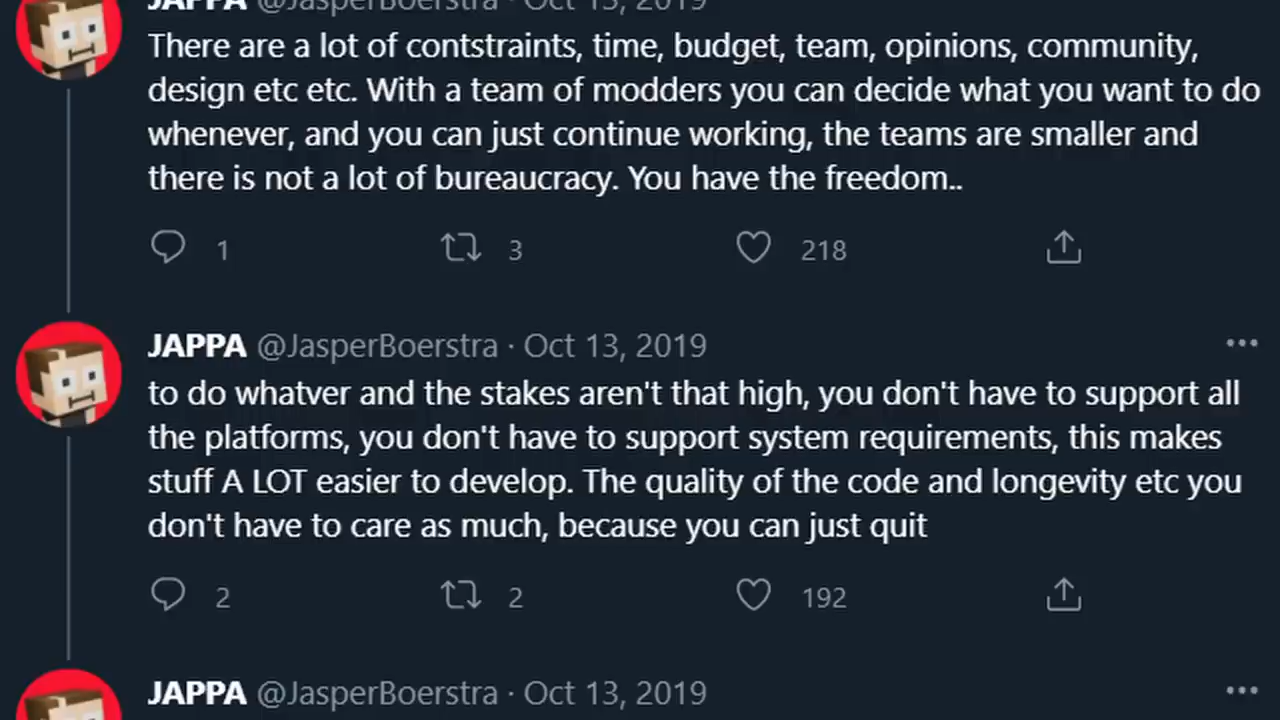 JAPPA @JasperBoerstra · Oct 13, 2019
There are a lot of contstraints, time, budget, team, opinions, community,
design etc etc. With a team of modders you can decide what you want to do
whenever, and you can just continue working, the teams are smaller and
there is not a lot of bureaucracy. You have the freedom..
1 3 218
JAPPA @JasperBoerstra · Oct 13, 2019
to do whatver and the stakes aren't that high, you don't have to support all
the platforms, you don't have to support system requirements, this makes
stuff A LOT easier to develop. The quality of the code and longevity etc you
don't have to care as much, because you can just quit
2 2 192
JAPPA @JasperBoerstra · Oct 13, 2019